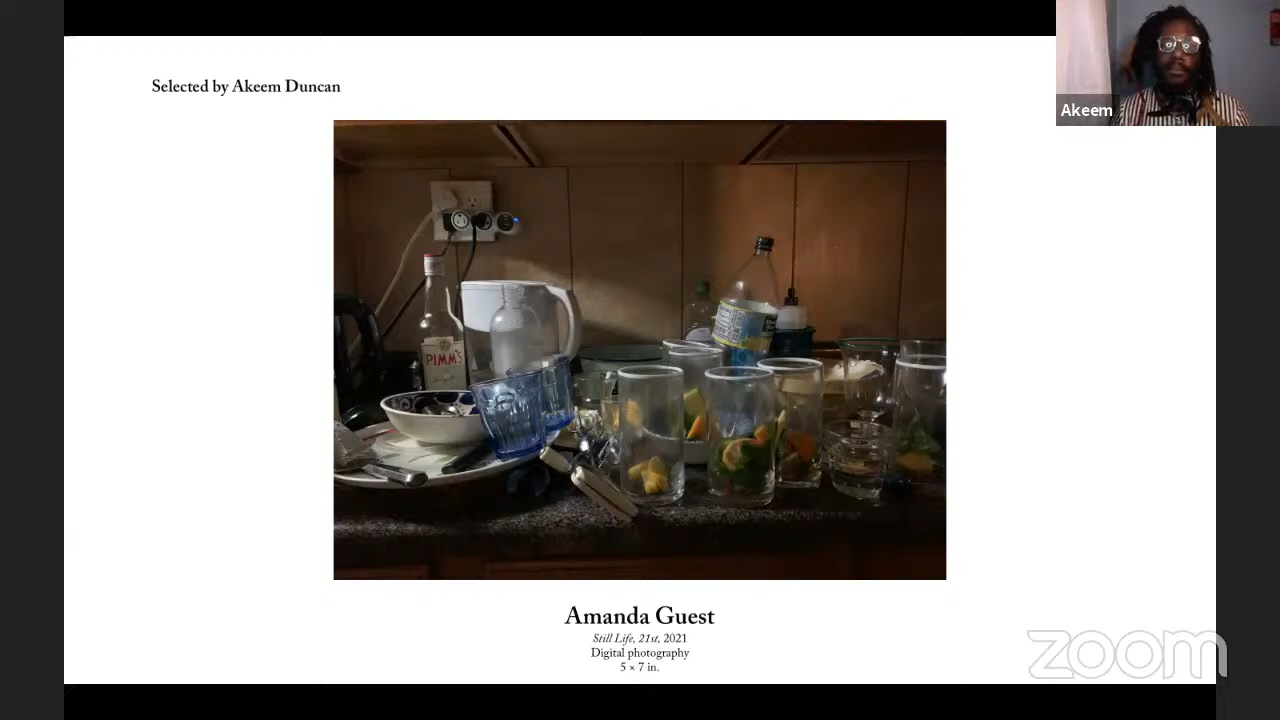 Selected by Akeem Duncan
Akeem
PIMM'S
Amanda Guest
Still Life, 21st, 2021
Digital photography
5 × 7 in.
zoom